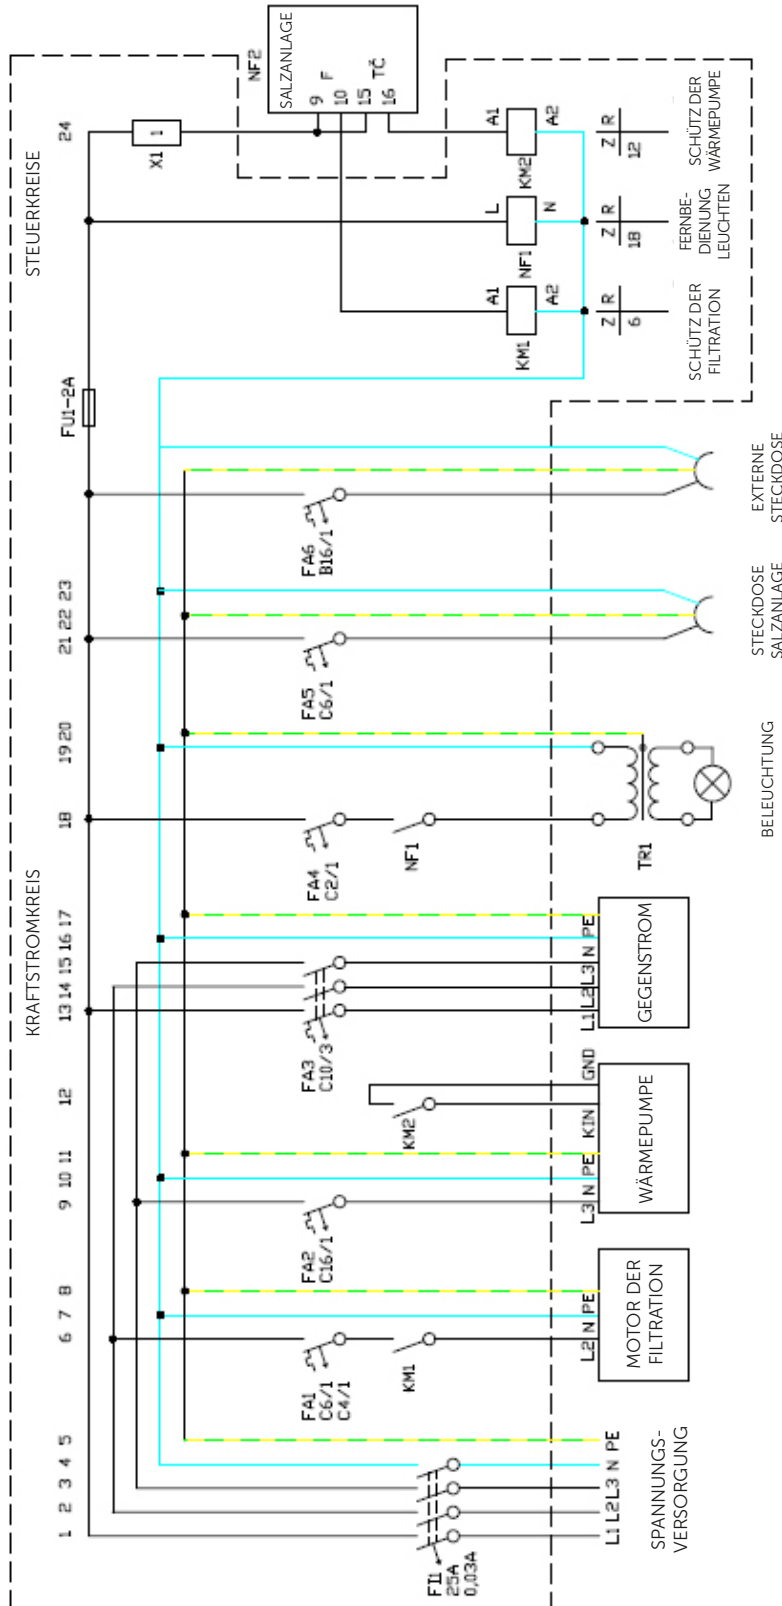 STEUERKREISE
KRAFTSTROMKREIS
1
2
3
4
5
6
7
8
9
10
11
12
13
14
15
16
17
18
19
20
21
22
23
24
FI1
25A
0,03A
L1
L2
L3
N
PE
SPANNUNGS-
VERSORGUNG
FA1
C6/1
C4/1
KM1
L2
N
PE
MOTOR DER
FILTRATION
FA2
C16/1
KM2
L3
N
PE
KIN
GND
WÄRMEPUMPE
FA3
C10/3
L1
L2
L3
N
PE
GEGENSTROM
FA4
C2/1
NF1
TR1
BELEUCHTUNG
FA5
C6/1
STECKDOSE
SALZANLAGE
FA6
B16/1
EXTERNE
STECKDOSE
FU1-2A
X1
1
NF2
SALZANLAGE
9
10
15
16
F
TČ
KM1
A1
A2
Z
R
6
SCHÜTZ DER
FILTRATION
NF1
L
N
Z
R
18
FERNBE-
DIENUNG
LEUCHTEN
KM2
A1
A2
Z
R
12
SCHÜTZ DER
WÄRMEPUMPE